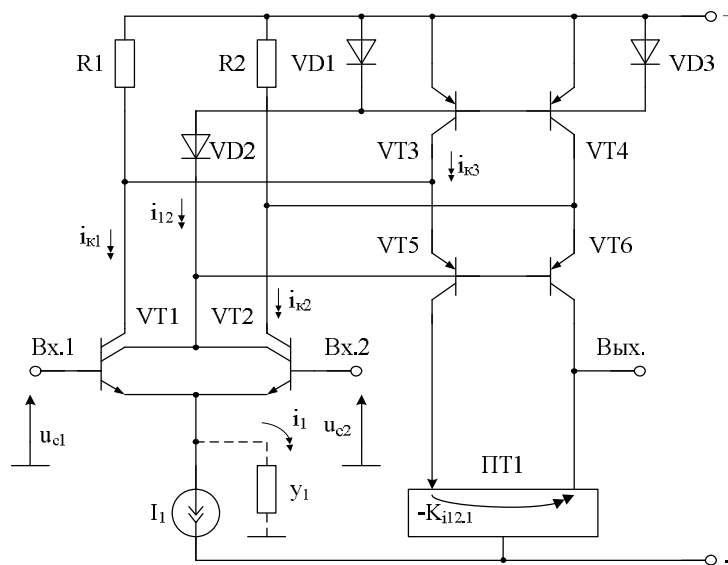 R1
R2
VD1
VD3
VD2
VT3
VT4
iк3
i12
iк1
VT5
VT6
VT1
VT2
iк2
Вх.1
Вх.2
Вых.
i1
uc1
uc2
y1
ПТ1
I1
-Ki12.1